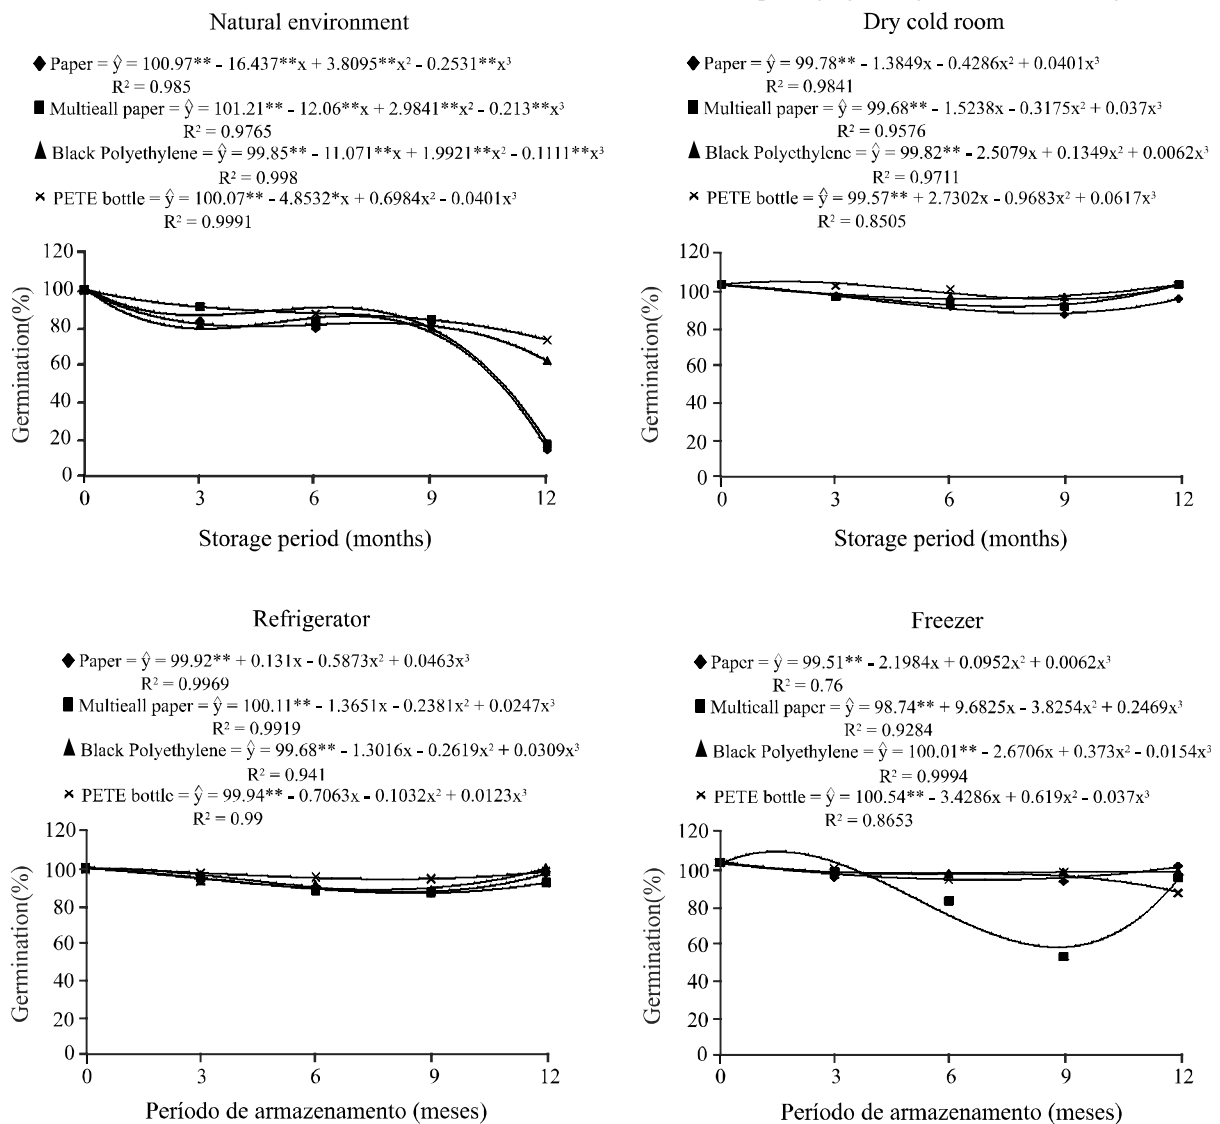 Natural environment
◆ Paper = ŷ = 100.97** - 16.437**x + 3.8095**x² - 0.2531**x³
R² = 0.985
■ Multieall paper = ŷ = 101.21** - 12.06**x + 2.9841**x² - 0.213**x³
R² = 0.9765
▲ Black Polyethylene = ŷ = 99.85** - 11.071**x + 1.9921**x² - 0.1111**x³
R² = 0.998
× PETE bottle = ŷ = 100.07** - 4.8532*x + 0.6984x² - 0.0401x³
R² = 0.9991
Germination(%)
120
100
80
60
40
20
0
0 3 6 9 12
Storage period (months)
Dry cold room
◆ Paper = ŷ = 99.78** - 1.3849x - 0.4286x² + 0.0401x³
R² = 0.9841
■ Multieall paper = ŷ = 99.68** - 1.5238x - 0.3175x² + 0.037x³
R² = 0.9576
▲ Black Polyethylene = ŷ = 99.82** - 2.5079x + 0.1349x² + 0.0062x³
R² = 0.9711
× PETE bottle = ŷ = 99.57** + 2.7302x - 0.9683x² + 0.0617x³
R² = 0.8505
Germination(%)
120
100
80
60
40
20
0
0 3 6 9 12
Storage period (months)
Refrigerator
◆ Paper = ŷ = 99.92** + 0.131x - 0.5873x² + 0.0463x³
R² = 0.9969
■ Multieall paper = ŷ = 100.11** - 1.3651x - 0.2381x² + 0.0247x³
R² = 0.9919
▲ Black Polyethylene = ŷ = 99.68** - 1.3016x - 0.2619x² + 0.0309x³
R² = 0.941
× PETE bottle = ŷ = 99.94** - 0.7063x - 0.1032x² + 0.0123x³
R² = 0.99
Germination(%)
120
100
80
60
40
20
0
0 3 6 9 12
Período de armazenamento (meses)
Freezer
◆ Paper = ŷ = 99.51** - 2.1984x + 0.0952x² + 0.0062x³
R² = 0.76
■ Multieall paper = ŷ = 98.74** + 9.6825x - 3.8254x² + 0.2469x³
R² = 0.9284
▲ Black Polyethylene = ŷ = 100.01** - 2.6706x + 0.373x² - 0.0154x³
R² = 0.9994
× PETE bottle = ŷ = 100.54** - 3.4286x + 0.619x² - 0.037x³
R² = 0.8653
Germination(%)
120
100
80
60
40
20
0
0 3 6 9 12
Período de armazenamento (meses)